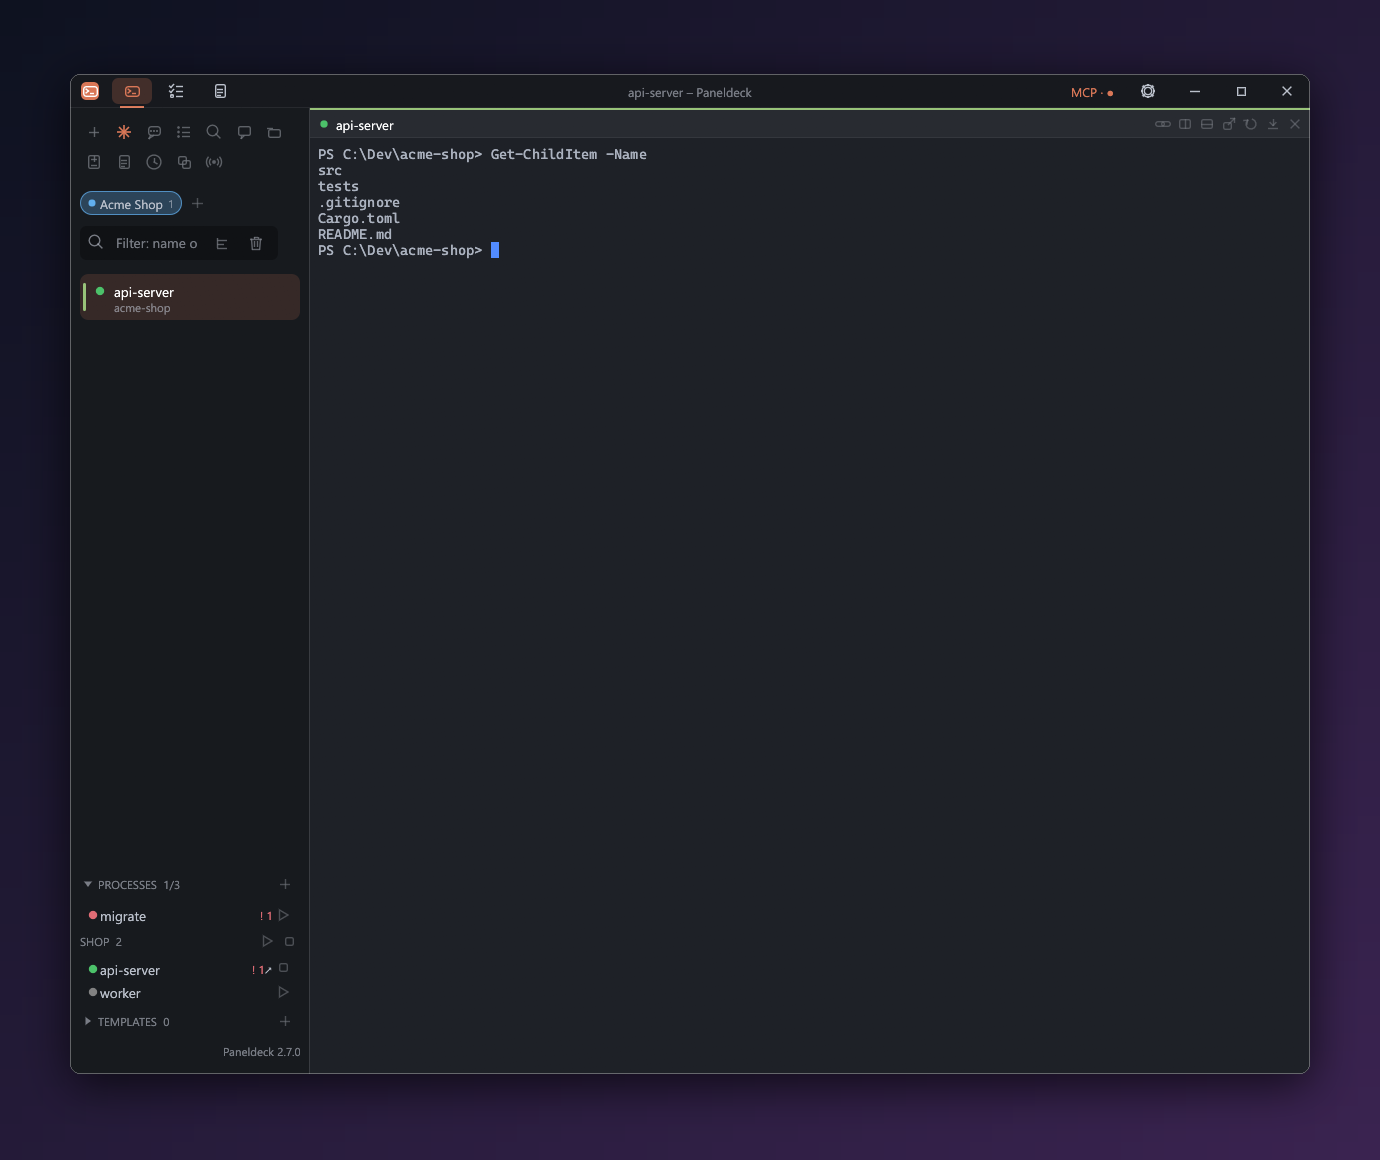 api-server – Paneldeck
MCP · ●
api-server
Acme Shop 1
Filter: name o
api-server
acme-shop
PS C:\Dev\acme-shop> Get-ChildItem -Name
src
tests
.gitignore
Cargo.toml
README.md
PS C:\Dev\acme-shop>
PROCESSES 1/3
migrate ! 1
SHOP 2
api-server ! 1↗
worker
TEMPLATES 0
Paneldeck 2.7.0